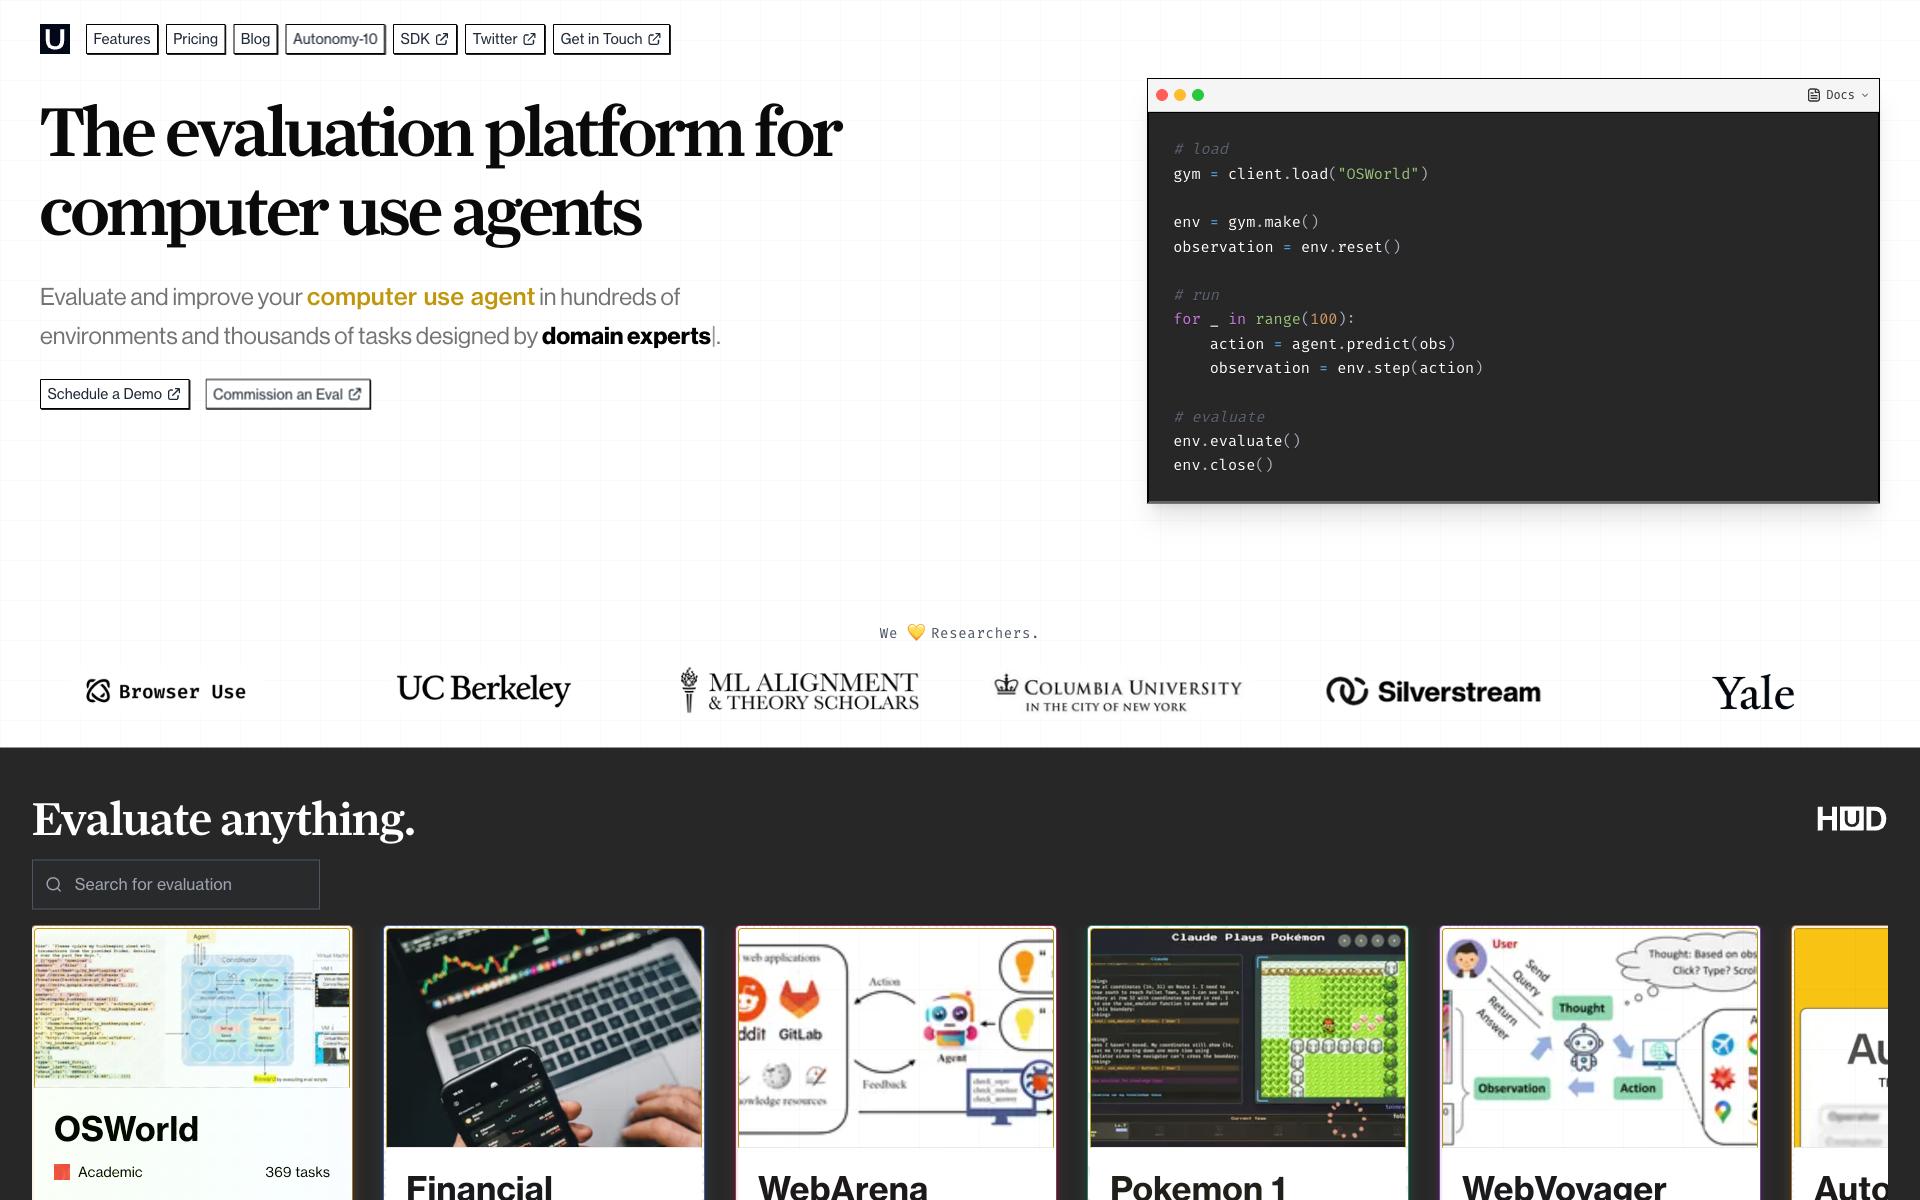 U
Features
Pricing
Blog
Autonomy-10
SDK
Twitter
Get in Touch
The evaluation platform for
computer use agents
Evaluate and improve your computer use agent in hundreds of
environments and thousands of tasks designed by domain experts|.
Schedule a Demo
Commission an Eval
Docs
# load
gym = client.load("OSWorld")
env = gym.make()
observation = env.reset()
# run
for _ in range(100):
action = agent.predict(obs)
observation = env.step(action)
# evaluate
env.evaluate()
env.close()
We 💛 Researchers.
Browser Use
UC Berkeley
ML ALIGNMENT
& THEORY SCHOLARS
COLUMBIA UNIVERSITY
IN THE CITY OF NEW YORK
Silverstream
Yale
Evaluate anything.
HUD
Search for evaluation
Agent
Coordinator
OSWorld
Academic
369 tasks
Financial
web applications
ddit
GitLab
owledge resources
Action
Agent
Feedback
WebArena
Claude Plays Pokémon
Claude
Current Team
Pokemon 1
User
Send
Query
Return
Answer
Thought: Based on obs
Click? Type? Scrol
Thought
Observation
Action
WebVoyager
Au
Operator
Computer
Auto